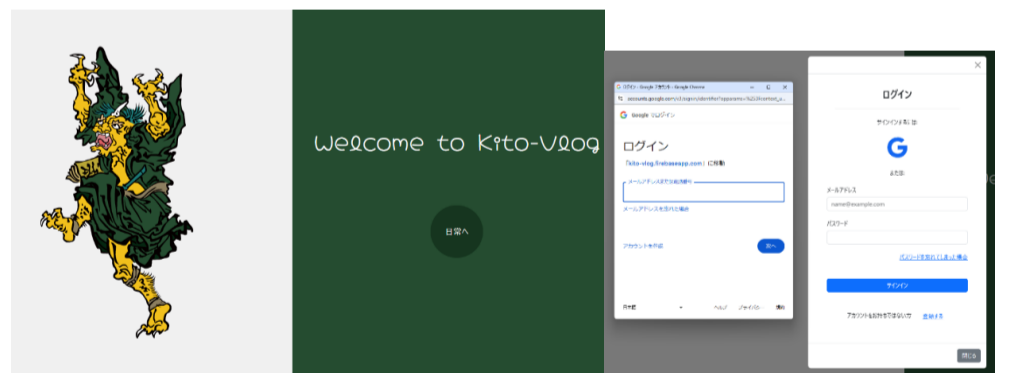 Welcome to Kito-Vlog
日常へ
ログイン - Google アカウント - Google Chrome
Google でログイン
ログイン
「kito-vlog.firebaseapp.com」に移動
メールアドレスまたは電話番号
メールアドレスを忘れた場合
アカウントを作成
次へ
日本語
ヘルプ
プライバシー
規約
ログイン
サインインするには:
または:
メールアドレス
name@example.com
パスワード
パスワードを忘れてしまった場合
サインイン
アカウントをお持ちではないですか
登録する
閉じる